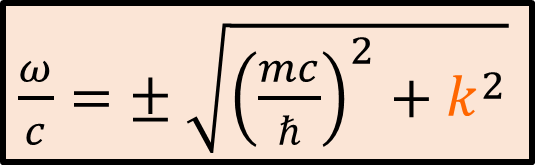 ω/c = ± √((mc/ℏ)² + k²)